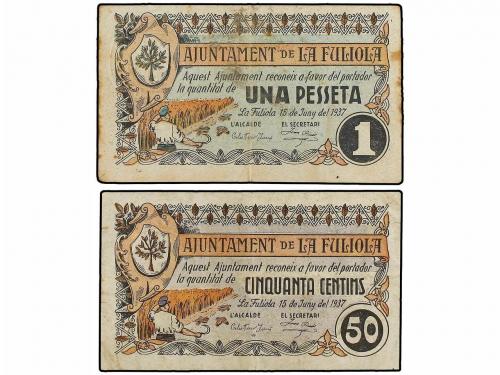 AJUNTAMENT DE LA FULIOLA
Aquest Ajuntament reconeix a favor del portador
la quantitat de UNA PESSETA
La Fuliola 15 de Juny del 1937
L'ALCALDE EL SECRETARI
1
AJUNTAMENT DE LA FULIOLA
Aquest Ajuntament reconeix a favor del portador
la quantitat de CINQUANTA CENTIMS
La Fuliola 15 de Juny del 1937
L'ALCALDE EL SECRETARI
50